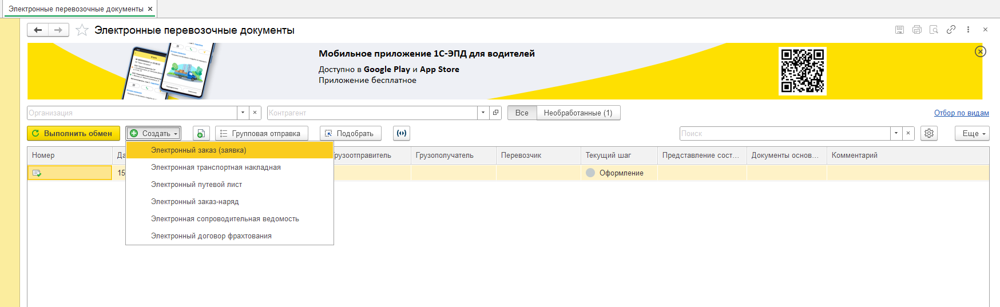 Электронные перевозочные документы ×
Электронные перевозочные документы
Мобильное приложение 1С-ЭПД для водителей
Доступно в Google Play и App Store
Приложение бесплатное
Организация
Контрагент
Все
Необработанные (1)
Отбор по видам
Выполнить обмен
Создать
Групповая отправка
Подобрать
Поиск
Еще
Номер
Да
Грузоотправитель
Грузополучатель
Перевозчик
Текущий шаг
Представление сост...
Документы основ...
Комментарий
15
Оформление
Электронный заказ (заявка)
Электронная транспортная накладная
Электронный путевой лист
Электронный заказ-наряд
Электронная сопроводительная ведомость
Электронный договор фрахтования